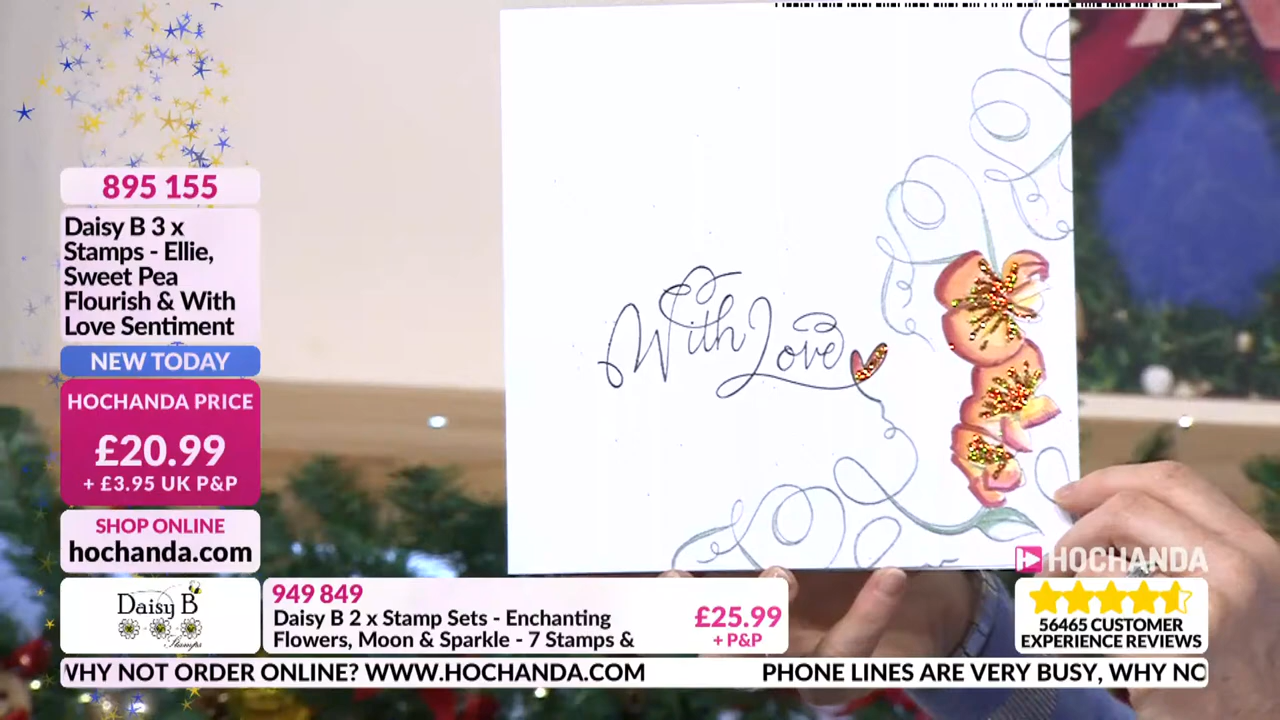 895 155
Daisy B 3 x
Stamps - Ellie,
Sweet Pea
Flourish & With
Love Sentiment
NEW TODAY
HOCHANDA PRICE
£20.99
+ £3.95 UK P&P
SHOP ONLINE
hochanda.com
With Love
HOCHANDA
Daisy B
Stamps
949 849
Daisy B 2 x Stamp Sets - Enchanting
Flowers, Moon & Sparkle - 7 Stamps &
£25.99
+ P&P
56465 CUSTOMER
EXPERIENCE REVIEWS
WHY NOT ORDER ONLINE? WWW.HOCHANDA.COM PHONE LINES ARE VERY BUSY, WHY NO